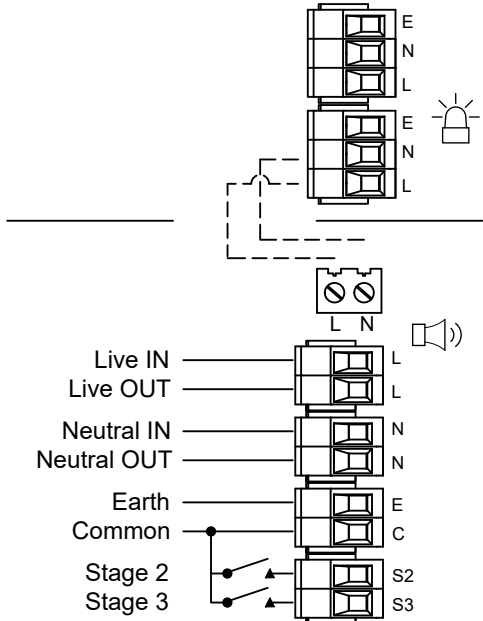 E
N
L
E
N
L
L N
Live IN L
Live OUT L
Neutral IN N
Neutral OUT N
Earth E
Common C
Stage 2 S2
Stage 3 S3